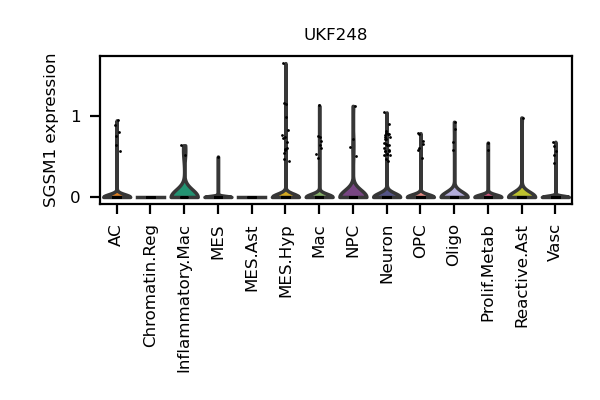 UKF248
SGSM1 expression
1
0
AC
Chromatin.Reg
Inflammatory.Mac
MES
MES.Ast
MES.Hyp
Mac
NPC
Neuron
OPC
Oligo
Prolif.Metab
Reactive.Ast
Vasc